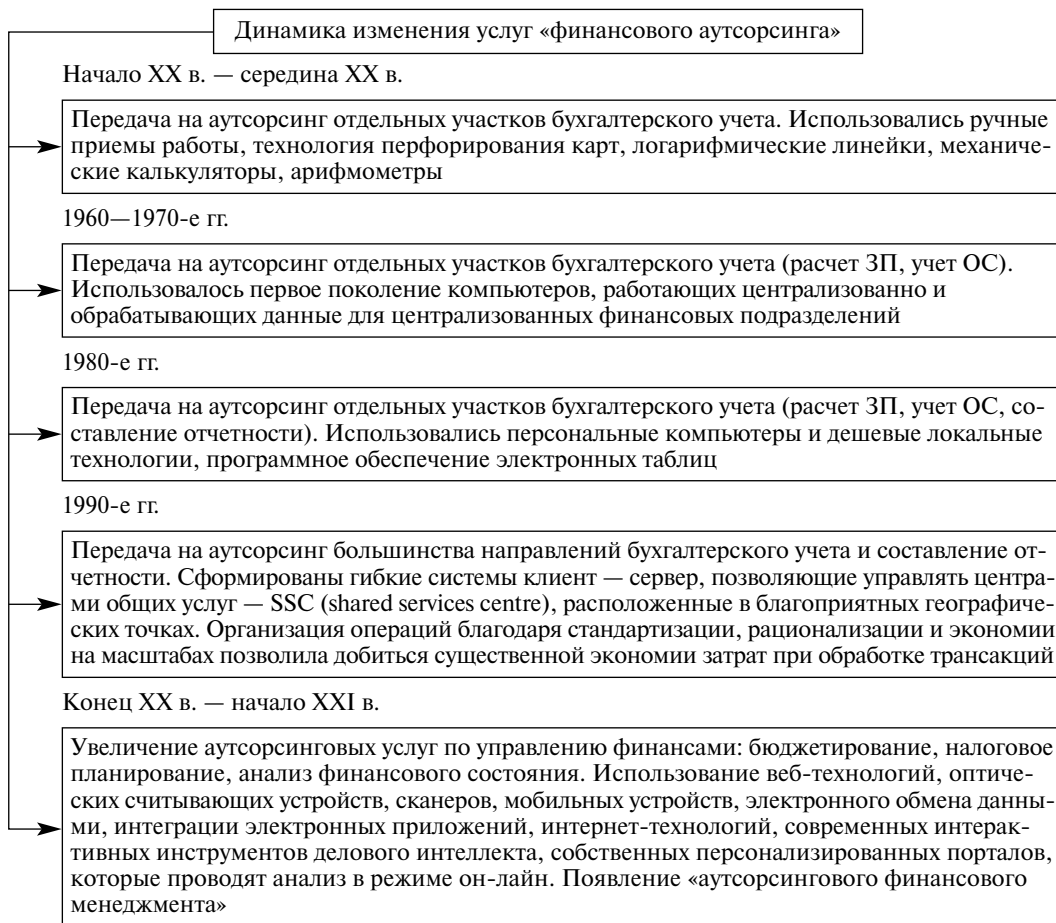 Динамика изменения услуг «финансового аутсорсинга»
Начало XX в. — середина XX в.
Передача на аутсорсинг отдельных участков бухгалтерского учета. Использовались ручные
приемы работы, технология перфорирования карт, логарифмические линейки, механиче-
ские калькуляторы, арифмометры
1960—1970-е гг.
Передача на аутсорсинг отдельных участков бухгалтерского учета (расчет ЗП, учет ОС).
Использовалось первое поколение компьютеров, работающих централизованно и
обрабатывающих данные для централизованных финансовых подразделений
1980-е гг.
Передача на аутсорсинг отдельных участков бухгалтерского учета (расчет ЗП, учет ОС, со-
ставление отчетности). Использовались персональные компьютеры и дешевые локальные
технологии, программное обеспечение электронных таблиц
1990-е гг.
Передача на аутсорсинг большинства направлений бухгалтерского учета и составление от-
четности. Сформированы гибкие системы клиент — сервер, позволяющие управлять центра-
ми общих услуг — SSC (shared services centre), расположенные в благоприятных географиче-
ских точках. Организация операций благодаря стандартизации, рационализации и экономии
на масштабах позволила добиться существенной экономии затрат при обработке трансакций
Конец XX в. — начало XXI в.
Увеличение аутсорсинговых услуг по управлению финансами: бюджетирование, налоговое
планирование, анализ финансового состояния. Использование веб-технологий, оптиче-
ских считывающих устройств, сканеров, мобильных устройств, электронного обмена данны-
ми, интеграции электронных приложений, интернет-технологий, современных интерак-
тивных инструментов делового интеллекта, собственных персонализированных порталов,
которые проводят анализ в режиме он-лайн. Появление «аутсорсингового финансового
менеджмента»